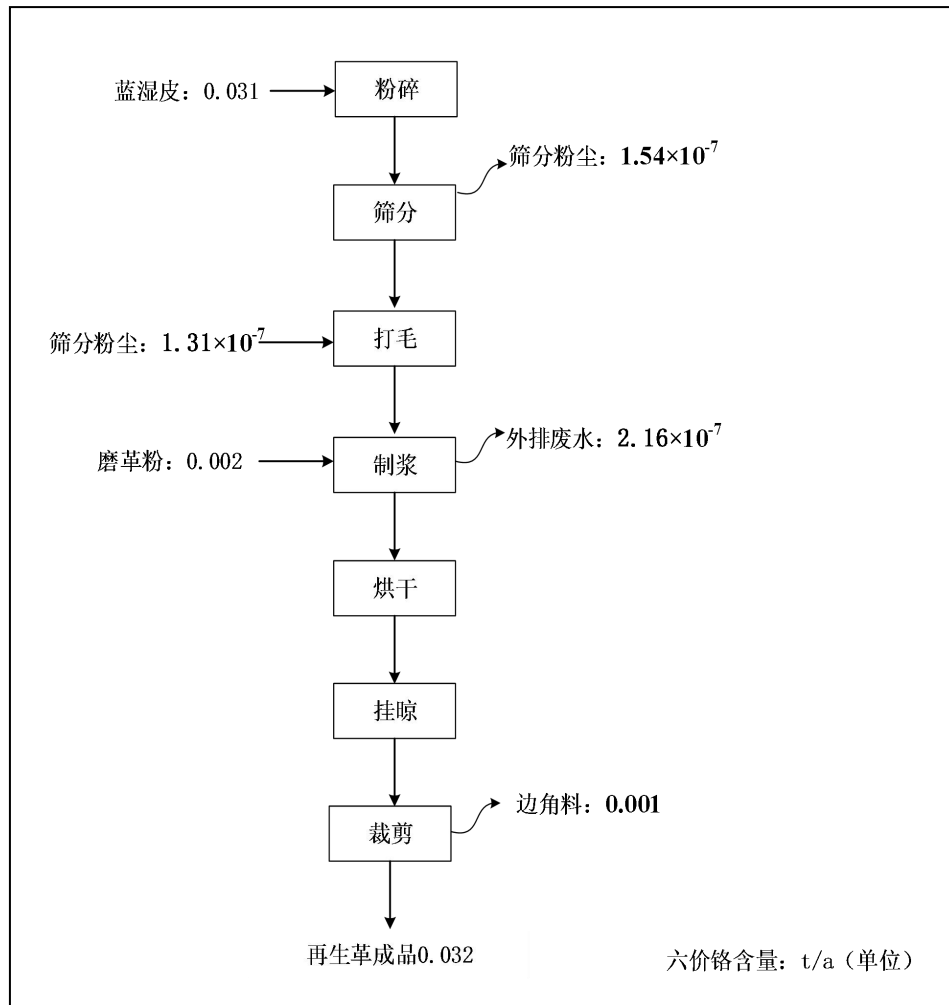 蓝湿皮：0.031
粉碎
筛分粉尘：1.54×10⁻⁷
筛分
筛分粉尘：1.31×10⁻⁷
打毛
磨革粉：0.002
制浆
外排废水：2.16×10⁻⁷
烘干
挂晾
边角料：0.001
裁剪
再生革成品0.032
六价铬含量：t/a（单位）